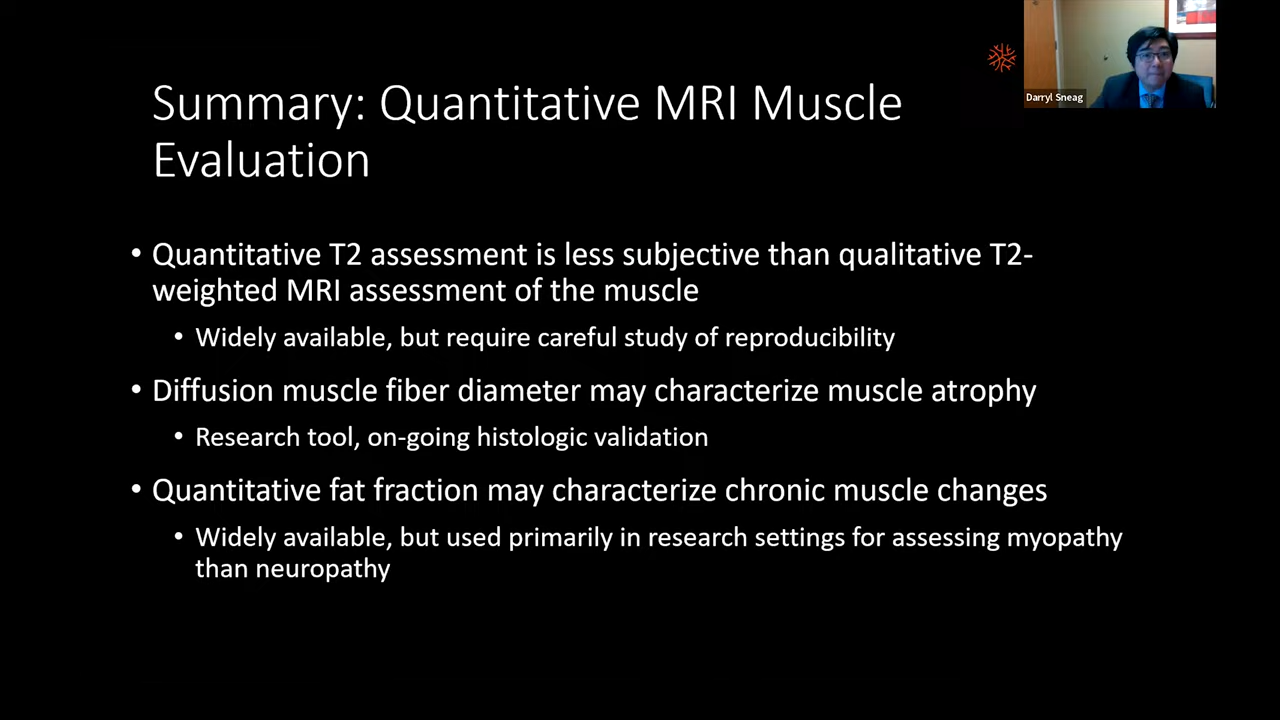 Summary: Quantitative MRI Muscle
Evaluation
Darryl Sneag
• Quantitative T2 assessment is less subjective than qualitative T2-
weighted MRI assessment of the muscle
• Widely available, but require careful study of reproducibility
• Diffusion muscle fiber diameter may characterize muscle atrophy
• Research tool, on-going histologic validation
• Quantitative fat fraction may characterize chronic muscle changes
• Widely available, but used primarily in research settings for assessing myopathy
than neuropathy